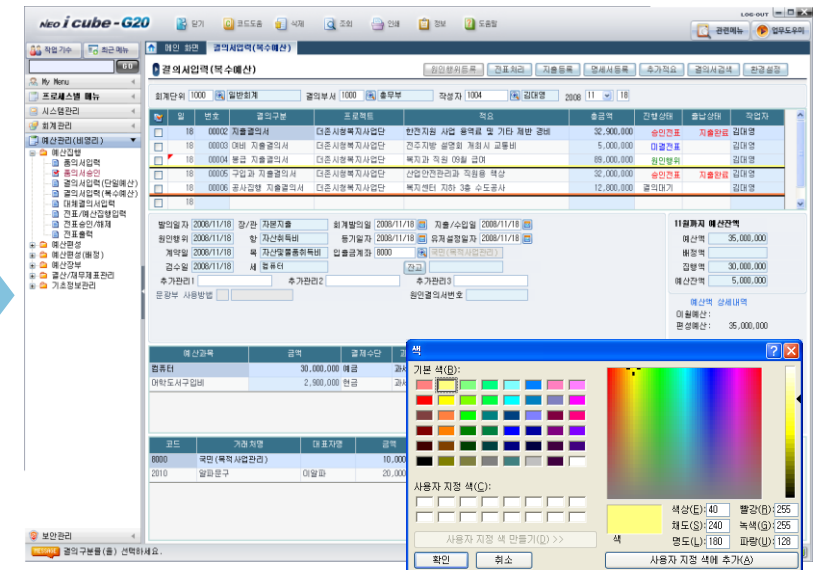 NEO i cube - G20
닫기 코드도움 삭제 조회 인쇄 정보 도움말
LOG-OUT
관련메뉴 업무도우미
작업기수 최근메뉴
메인 화면 결의서입력(복수예산)
GO
My Menu
프로세스별 메뉴
시스템관리
회계관리
예산관리(비영리)
예산집행
품의서입력
품의서승인
결의서입력(단일예산)
결의서입력(복수예산)
대체결의서입력
전표/예산집행입력
전표승인/해제
전표출력
예산편성
예산편성(배정)
예산장부
결산/재무제표관리
기초정보관리
보안관리
결의서입력(복수예산)
원인행위등록 전표처리 지출등록 명세서등록 추가적요 결의서검색 환경설정
회계단위 1000 일반회계 결의부서 1000 총무부 작성자 1004 김대영 2008 11 18
일 번호 결의구분 프로젝트 적요 총금액 진행상태 출납상태 작업자
18 00002 지출결의서 더존시청복지사업단 한전지원 사업 용역료 및 기타 제반 경비 32,900,000 승인전표 지출완료 김대영
18 00003 여비 지출결의서 더존시청복지사업단 전주지방 설명회 개최시 교통비 5,000,000 미결전표 김대영
18 00004 봉급 지출결의서 더존시청복지사업단 복지과 직원 09월 급여 89,000,000 원인행위 김대영
18 00005 구입과 지출결의서 더존시청복지사업단 산업안전관리과 직원용 책상 32,000,000 승인전표 지출완료 김대영
18 00006 공사집행 지출결의서 더존시청복지사업단 복지센터 지하 3층 수도공사 12,800,000 결의대기 김대영
18
발의일자 2008/11/18 장/관 자본지출 회계발의일 2008/11/18 지출/수입일 2008/11/18
원인행위 2008/11/18 항 자산취득비 등기일자 2008/11/18 유저설정일자 2008/11/18
계약일 2008/11/18 목 자산및물품취득비 입출금계좌 8000 국민(목적사업관리)
검수일 2008/11/18 세 컴퓨터 잔고
추가관리1 추가관리2 추가관리3
문광부 사용방법 원인결의서번호
11월까지 예산잔액
예산액 35,000,000
배정액
집행액 30,000,000
예산잔액 5,000,000
예산액 상세내역
이월예산:
편성예산: 35,000,000
예산과목 금액 결제수단
컴퓨터 30,000,000 예금
어학도서구입비 2,900,000 현금
코드 거래처명 대표자명 금액
8000 국민(목적사업관리) 10,000
2010 알파문구 이알파 20,000
색
기본 색(B):
사용자 지정 색(C):
사용자 지정 색 만들기(D) >>
확인 취소
색
색상(E): 40 빨강(R): 255
채도(S): 240 녹색(G): 255
명도(L): 180 파랑(U): 128
사용자 지정 색에 추가(A)
결의구분를(을) 선택하세요.